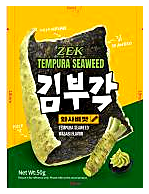 ZEK
TEMPURA SEAWEED
김부각
와사비맛
TEMPURA SEAWEED
WASABI FLAVOR
Net Wt 50g